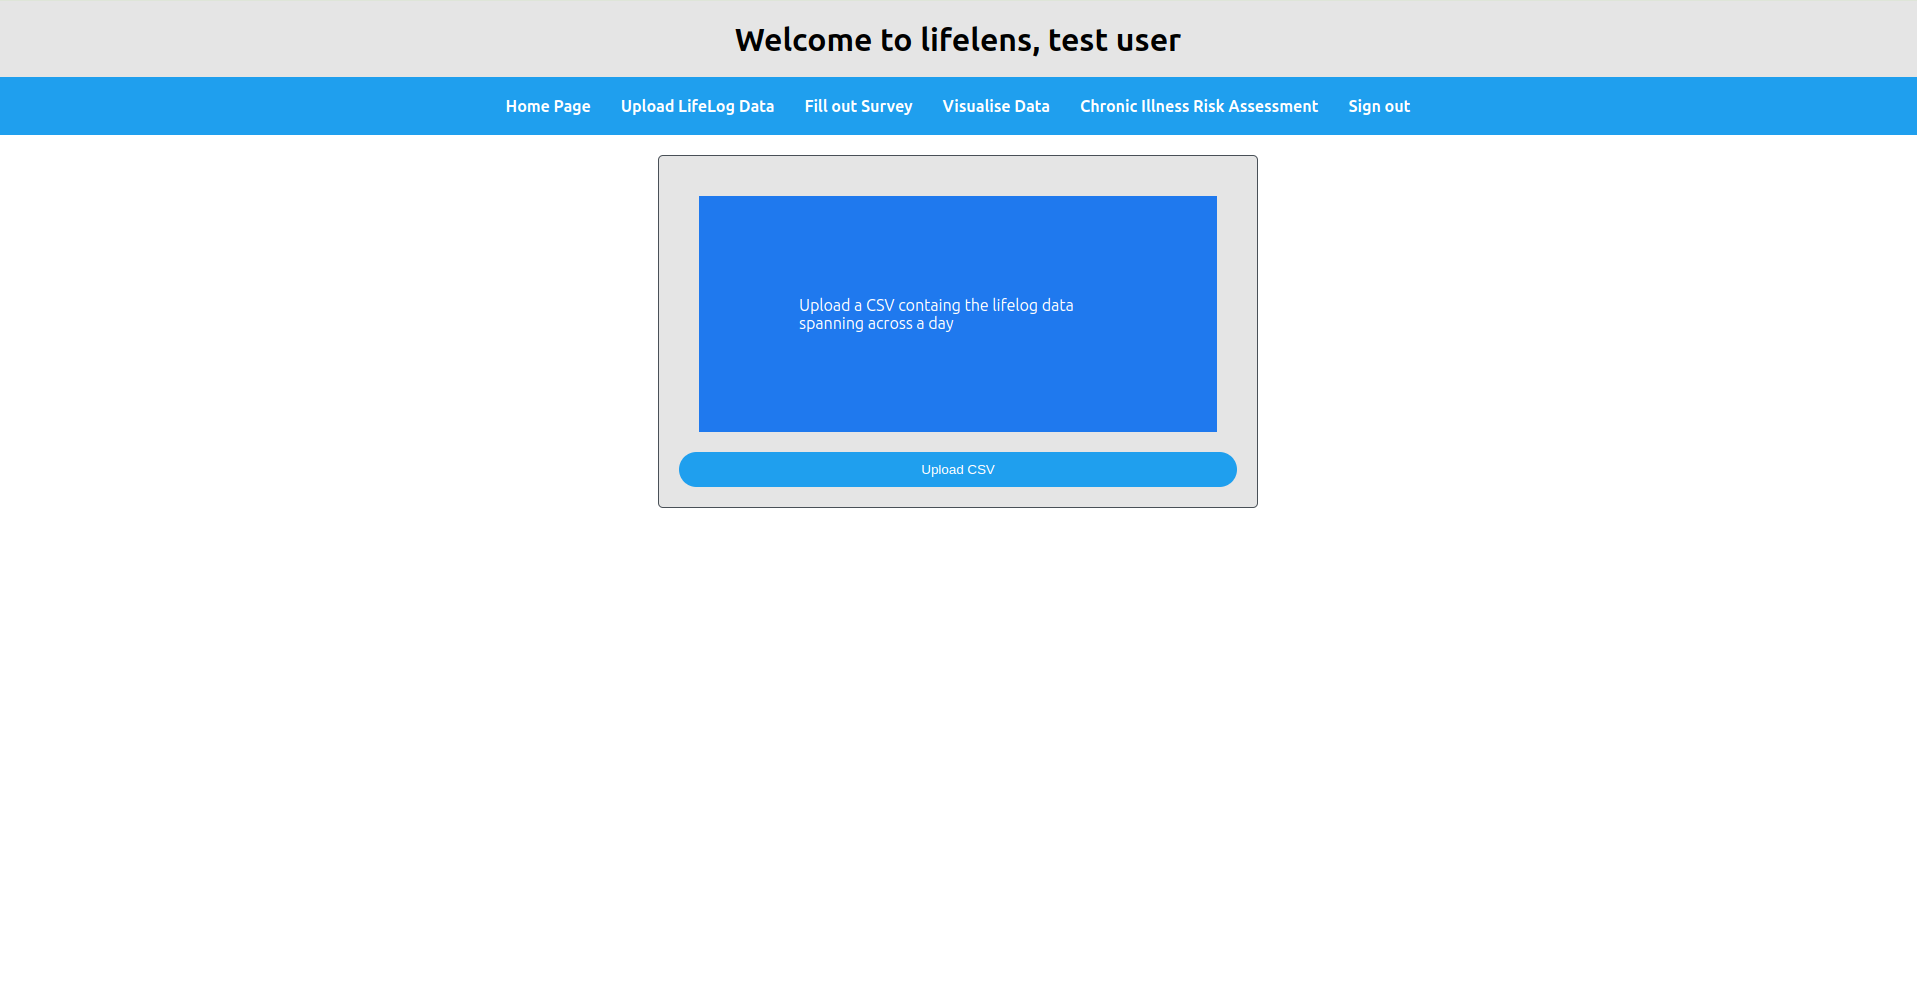 Welcome to lifelens, test user
Home Page Upload LifeLog Data Fill out Survey Visualise Data Chronic Illness Risk Assessment Sign out
Upload a CSV containg the lifelog data
spanning across a day
Upload CSV